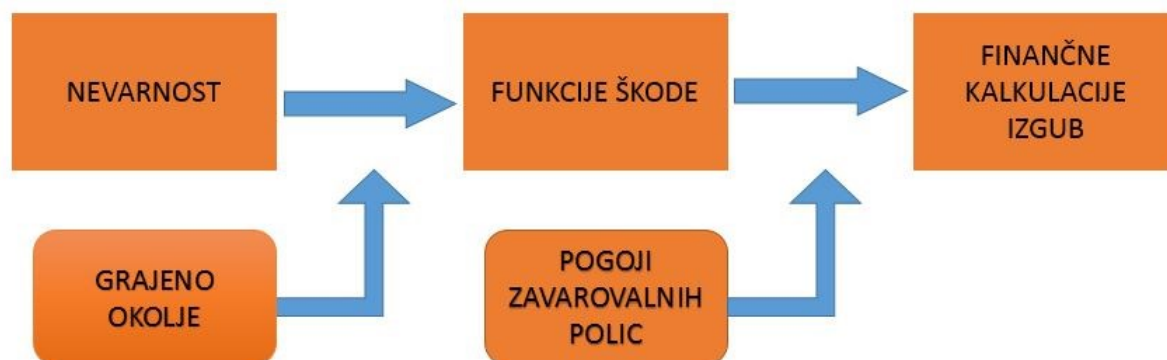 NEVARNOST
FUNKCIJE ŠKODE
FINANČNE
KALKULACIJE
IZGUB
GRAJENO
OKOLJE
POGOJI
ZAVAROVALNIH
POLIC